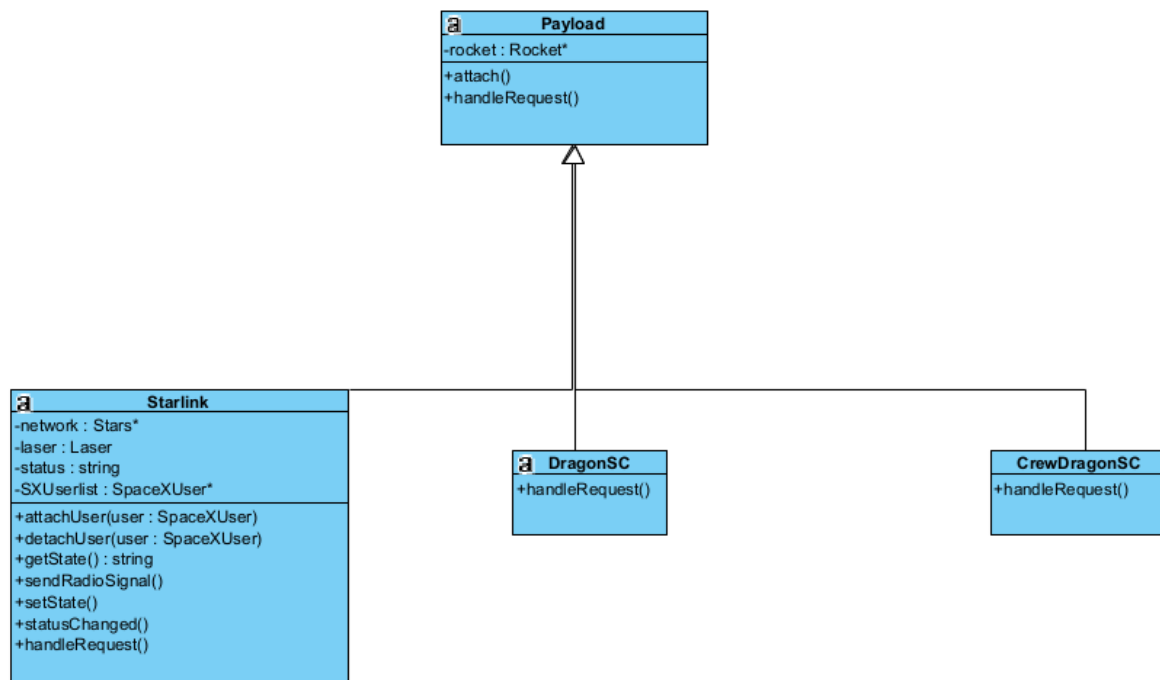 a Payload
-rocket : Rocket*
+attach()
+handleRequest()
a Starlink
-network : Stars*
-laser : Laser
-status : string
-SXUserlist : SpaceXUser*
+attachUser(user : SpaceXUser)
+detachUser(user : SpaceXUser)
+getState() : string
+sendRadioSignal()
+setState()
+statusChanged()
+handleRequest()
a DragonSC
+handleRequest()
CrewDragonSC
+handleRequest()